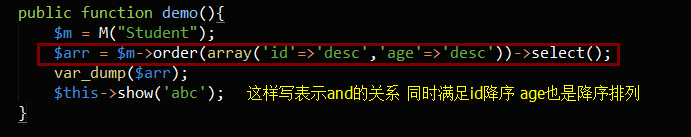 public function demo(){
$m = M("Student");
$arr = $m->order(array('id'=>'desc','age'=>'desc'))->select();
var_dump($arr);
$this->show('abc'); 这样写表示and的关系 同时满足id降序 age也是降序排列
}